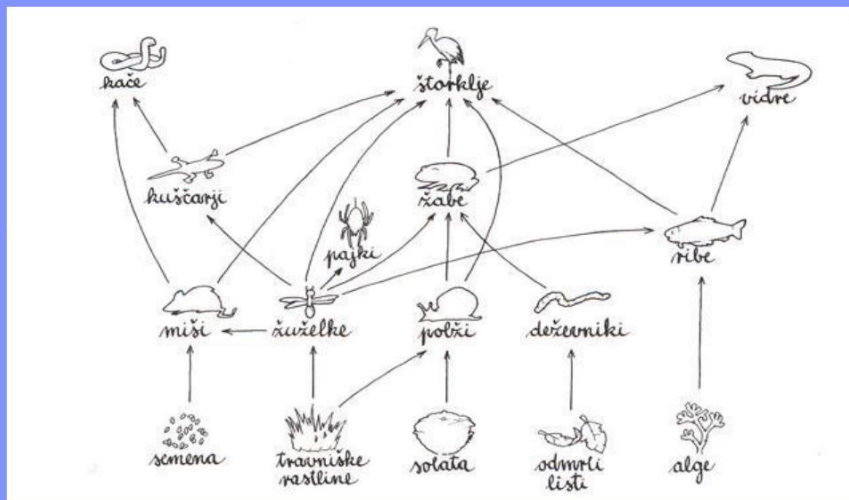 kače
štorklje
vidre
kuščarji
žabe
pajki
ribe
miši
žuželke
polži
deževniki
semena
travniške
rastline
solata
odmrli
listi
alge